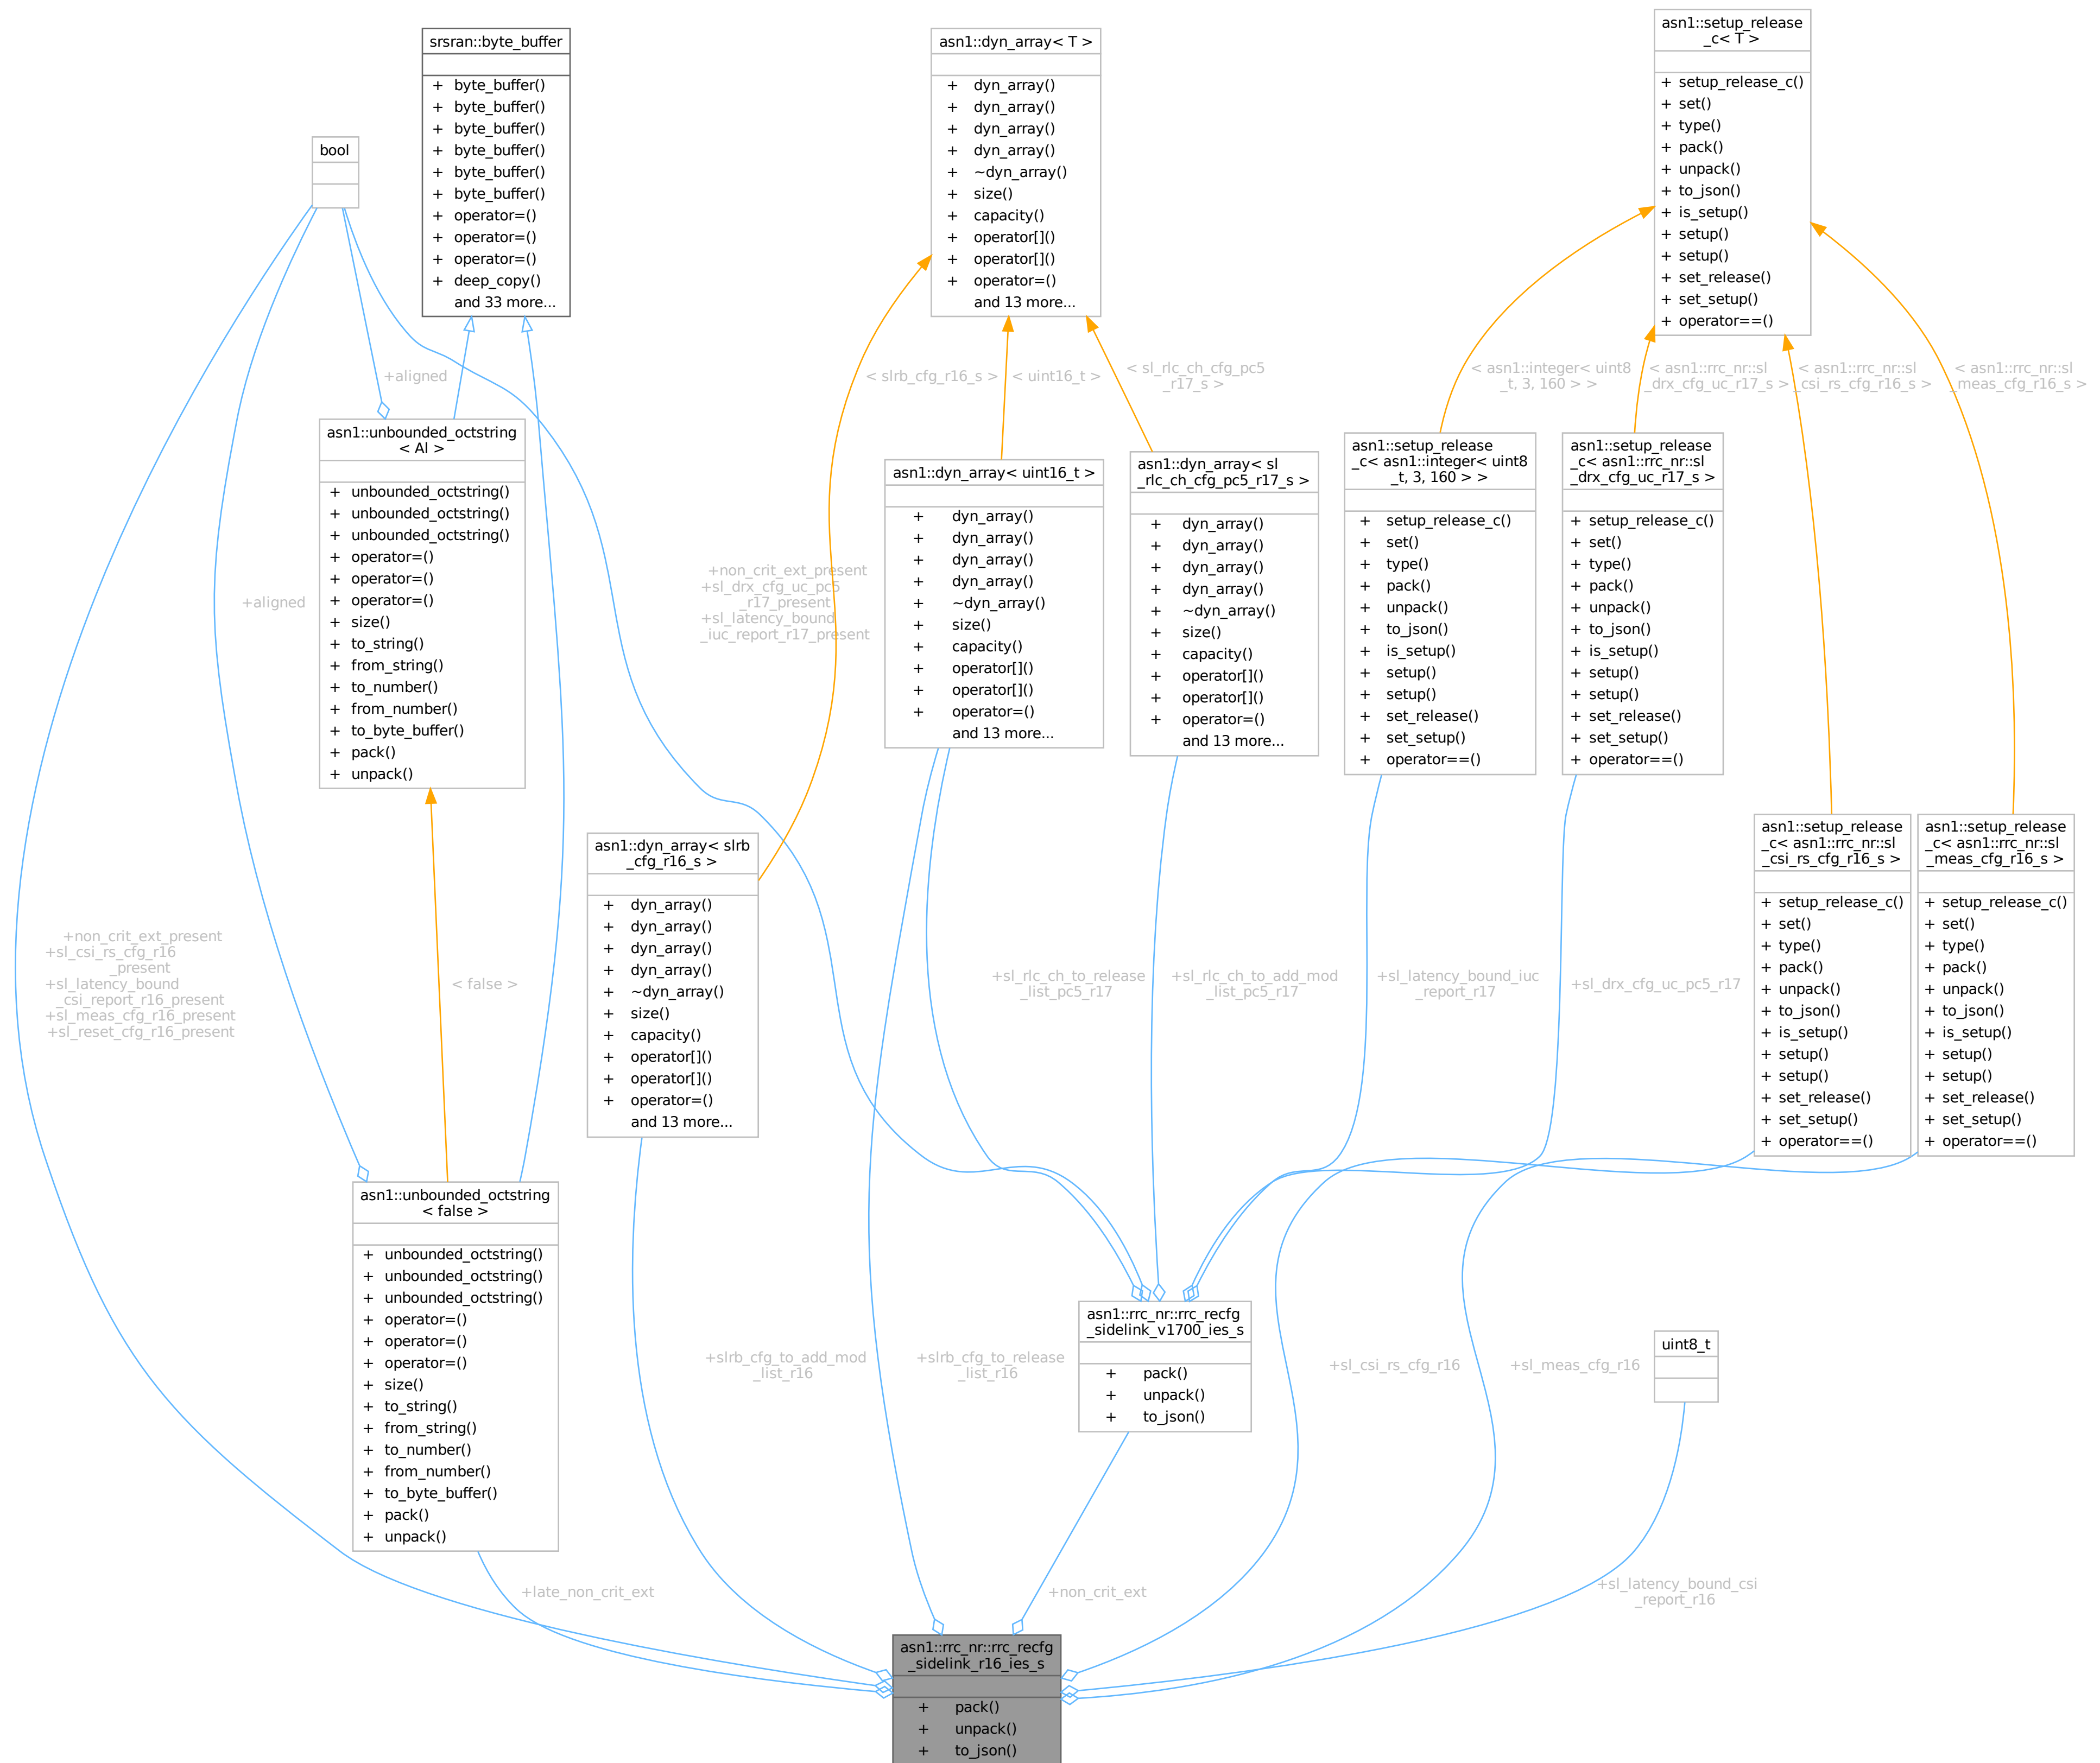 srsran::byte_buffer
+ byte_buffer()
+ byte_buffer()
+ byte_buffer()
+ byte_buffer()
+ byte_buffer()
+ byte_buffer()
+ operator=()
+ operator=()
+ operator=()
+ deep_copy()
and 33 more...
asn1::dyn_array< T >
+ dyn_array()
+ dyn_array()
+ dyn_array()
+ dyn_array()
+ ~dyn_array()
+ size()
+ capacity()
+ operator[]()
+ operator[]()
+ operator=()
and 13 more...
asn1::setup_release
_c< T >
+ setup_release_c()
+ set()
+ type()
+ pack()
+ unpack()
+ to_json()
+ is_setup()
+ setup()
+ setup()
+ set_release()
+ set_setup()
+ operator==()
bool
+aligned
< slrb_cfg_r16_s >
< uint16_t >
< sl_rlc_ch_cfg_pc5
_r17_s >
< asn1::integer< uint8
_t, 3, 160 > >
< asn1::rrc_nr::sl
_drx_cfg_uc_r17_s >
< asn1::rrc_nr::sl
_csi_rs_cfg_r16_s >
< asn1::rrc_nr::sl
_meas_cfg_r16_s >
asn1::unbounded_octstring
< Al >
+ unbounded_octstring()
+ unbounded_octstring()
+ unbounded_octstring()
+ operator=()
+ operator=()
+ operator=()
+ size()
+ to_string()
+ from_string()
+ to_number()
+ from_number()
+ to_byte_buffer()
+ pack()
+ unpack()
asn1::dyn_array< uint16_t >
+ dyn_array()
+ dyn_array()
+ dyn_array()
+ dyn_array()
+ ~dyn_array()
+ size()
+ capacity()
+ operator[]()
+ operator[]()
+ operator=()
and 13 more...
asn1::dyn_array< sl
_rlc_ch_cfg_pc5_r17_s >
+ dyn_array()
+ dyn_array()
+ dyn_array()
+ dyn_array()
+ ~dyn_array()
+ size()
+ capacity()
+ operator[]()
+ operator[]()
+ operator=()
and 13 more...
asn1::setup_release
_c< asn1::integer< uint8
_t, 3, 160 > >
+ setup_release_c()
+ set()
+ type()
+ pack()
+ unpack()
+ to_json()
+ is_setup()
+ setup()
+ setup()
+ set_release()
+ set_setup()
+ operator==()
asn1::setup_release
_c< asn1::rrc_nr::sl
_drx_cfg_uc_r17_s >
+ setup_release_c()
+ set()
+ type()
+ pack()
+ unpack()
+ to_json()
+ is_setup()
+ setup()
+ setup()
+ set_release()
+ set_setup()
+ operator==()
+aligned
+non_crit_ext_present
+sl_drx_cfg_uc_pc5
_r17_present
+sl_latency_bound
_iuc_report_r17_present
asn1::dyn_array< slrb
_cfg_r16_s >
+ dyn_array()
+ dyn_array()
+ dyn_array()
+ dyn_array()
+ ~dyn_array()
+ size()
+ capacity()
+ operator[]()
+ operator[]()
+ operator=()
and 13 more...
asn1::setup_release
_c< asn1::rrc_nr::sl
_csi_rs_cfg_r16_s >
+ setup_release_c()
+ set()
+ type()
+ pack()
+ unpack()
+ to_json()
+ is_setup()
+ setup()
+ setup()
+ set_release()
+ set_setup()
+ operator==()
asn1::setup_release
_c< asn1::rrc_nr::sl
_meas_cfg_r16_s >
+ setup_release_c()
+ set()
+ type()
+ pack()
+ unpack()
+ to_json()
+ is_setup()
+ setup()
+ setup()
+ set_release()
+ set_setup()
+ operator==()
+non_crit_ext_present
+sl_csi_rs_cfg_r16
_present
+sl_latency_bound
_csi_report_r16_present
+sl_meas_cfg_r16_present
+sl_reset_cfg_r16_present
< false >
+sl_rlc_ch_to_release
_list_pc5_r17
+sl_rlc_ch_to_add_mod
_list_pc5_r17
+sl_latency_bound_iuc
_report_r17
+sl_drx_cfg_uc_pc5_r17
asn1::unbounded_octstring
< false >
+ unbounded_octstring()
+ unbounded_octstring()
+ unbounded_octstring()
+ operator=()
+ operator=()
+ operator=()
+ size()
+ to_string()
+ from_string()
+ to_number()
+ from_number()
+ to_byte_buffer()
+ pack()
+ unpack()
asn1::rrc_nr::rrc_recfg
_sidelink_v1700_ies_s
+ pack()
+ unpack()
+ to_json()
uint8_t
+slrb_cfg_to_add_mod
_list_r16
+slrb_cfg_to_release
_list_r16
+sl_csi_rs_cfg_r16
+sl_meas_cfg_r16
+late_non_crit_ext
+non_crit_ext
+sl_latency_bound_csi
_report_r16
asn1::rrc_nr::rrc_recfg
_sidelink_r16_ies_s
+ pack()
+ unpack()
+ to_json()